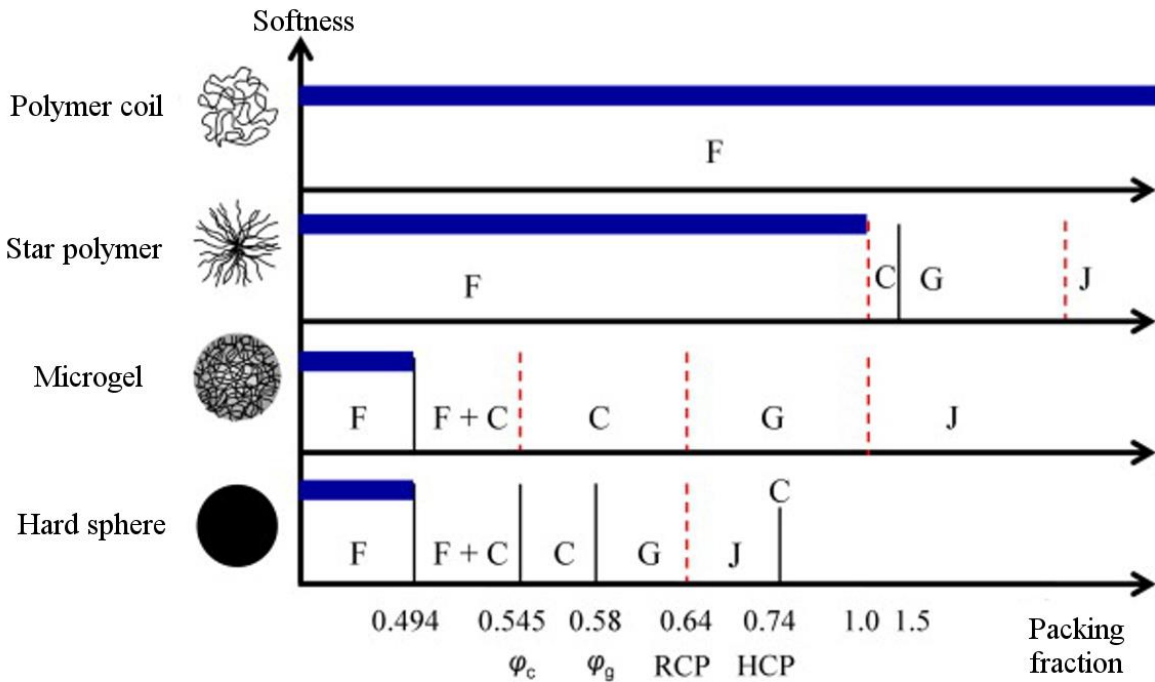 Softness
Polymer coil
F
Star polymer
F C G J
Microgel
F F + C C G J
Hard sphere
F F + C C G J C
0.494 0.545 0.58 0.64 0.74 1.0 1.5 Packing
φc φg RCP HCP fraction